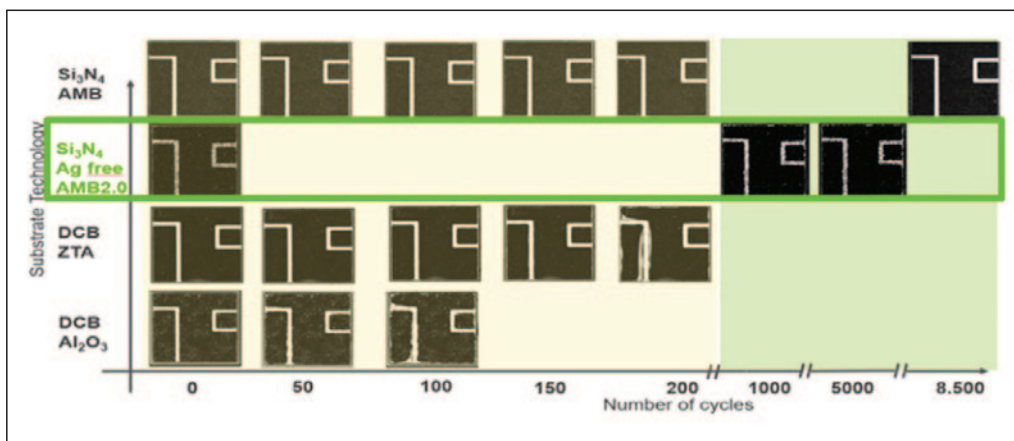 Substrate Technology
Si₃N₄
AMB
Si₃N₄
Ag free
AMB2.0
DCB
ZTA
DCB
Al₂O₃
0 50 100 150 200 1000 5000 8.500
Number of cycles